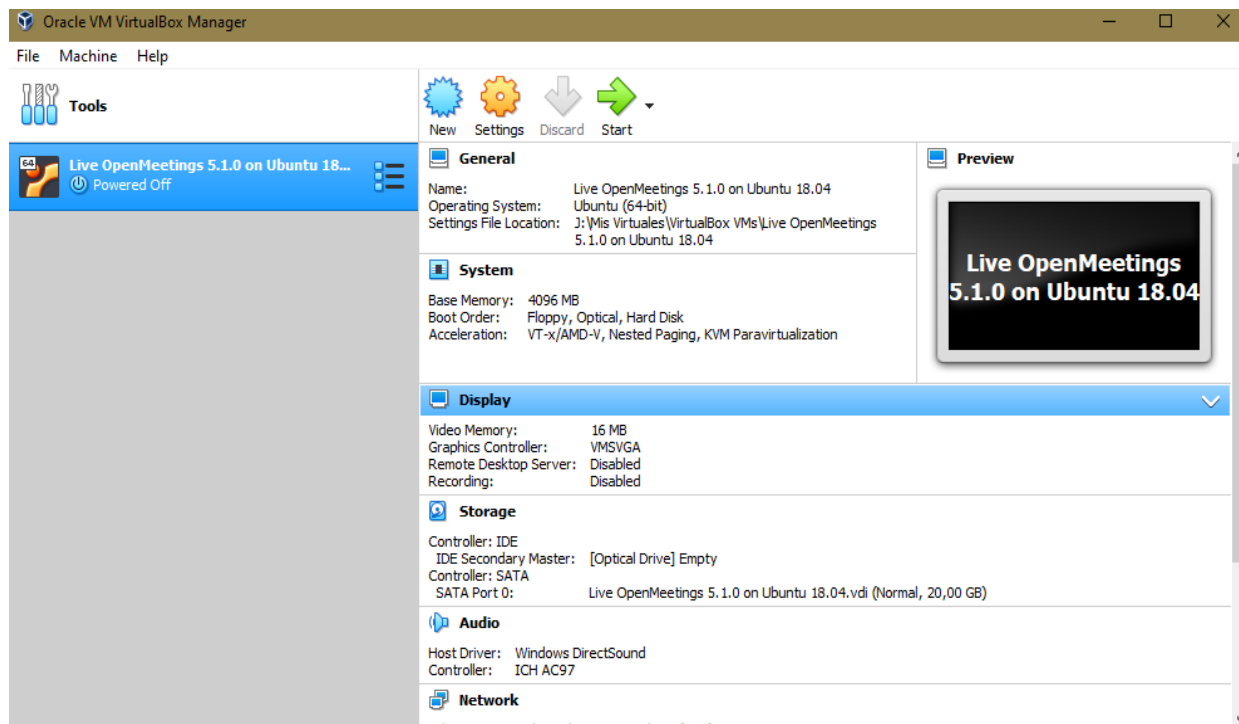 Oracle VM VirtualBox Manager
File Machine Help
Tools
New Settings Discard Start
64
Live OpenMeetings 5.1.0 on Ubuntu 18...
Powered Off
General
Name: Live OpenMeetings 5.1.0 on Ubuntu 18.04
Operating System: Ubuntu (64-bit)
Settings File Location: J:\Mis Virtuales\VirtualBox VMs\Live OpenMeetings
5.1.0 on Ubuntu 18.04
Preview
Live OpenMeetings
5.1.0 on Ubuntu 18.04
System
Base Memory: 4096 MB
Boot Order: Floppy, Optical, Hard Disk
Acceleration: VT-x/AMD-V, Nested Paging, KVM Paravirtualization
Display
Video Memory: 16 MB
Graphics Controller: VMSVGA
Remote Desktop Server: Disabled
Recording: Disabled
Storage
Controller: IDE
IDE Secondary Master: [Optical Drive] Empty
Controller: SATA
SATA Port 0: Live OpenMeetings 5.1.0 on Ubuntu 18.04.vdi (Normal, 20,00 GB)
Audio
Host Driver: Windows DirectSound
Controller: ICH AC97
Network